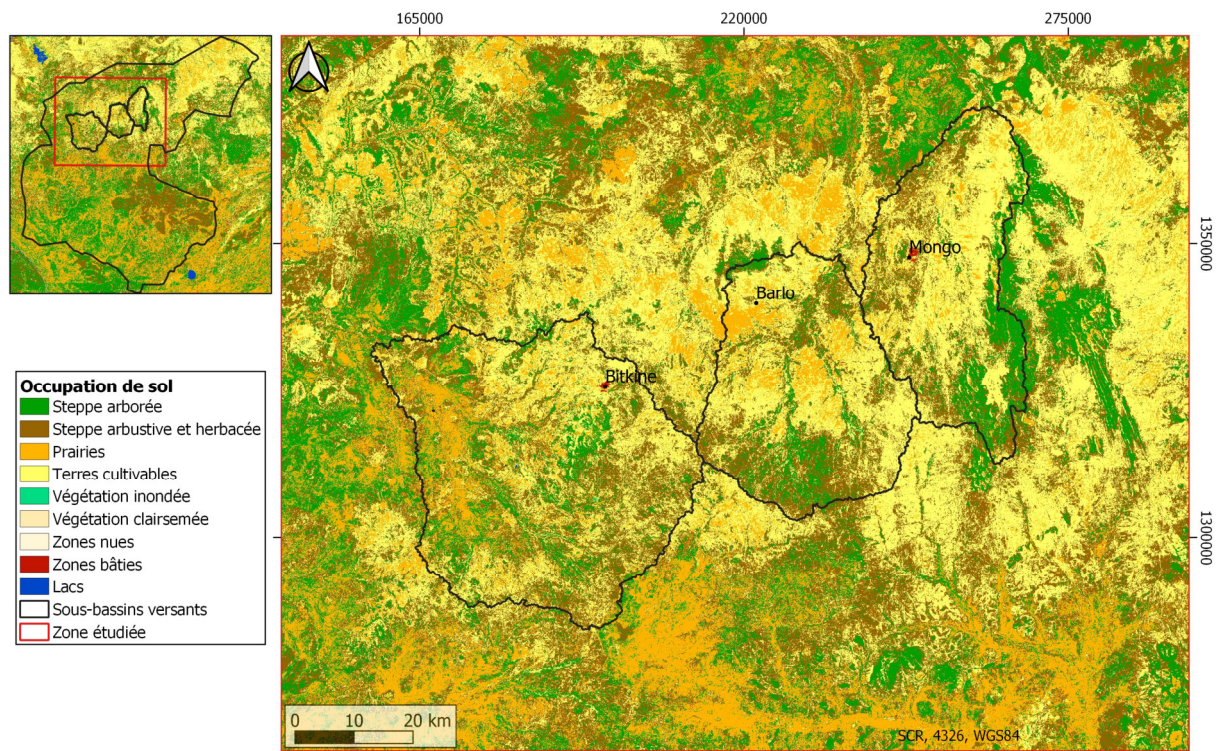 165000
220000
275000
1350000
1300000
Mongo
Barlo
Bitkine
Occupation de sol
Steppe arborée
Steppe arbustive et herbacée
Prairies
Terres cultivables
Végétation inondée
Végétation clairsemée
Zones nues
Zones bâties
Lacs
Sous-bassins versants
Zone étudiée
0 10 20 km
SCR, 4326, WGS84